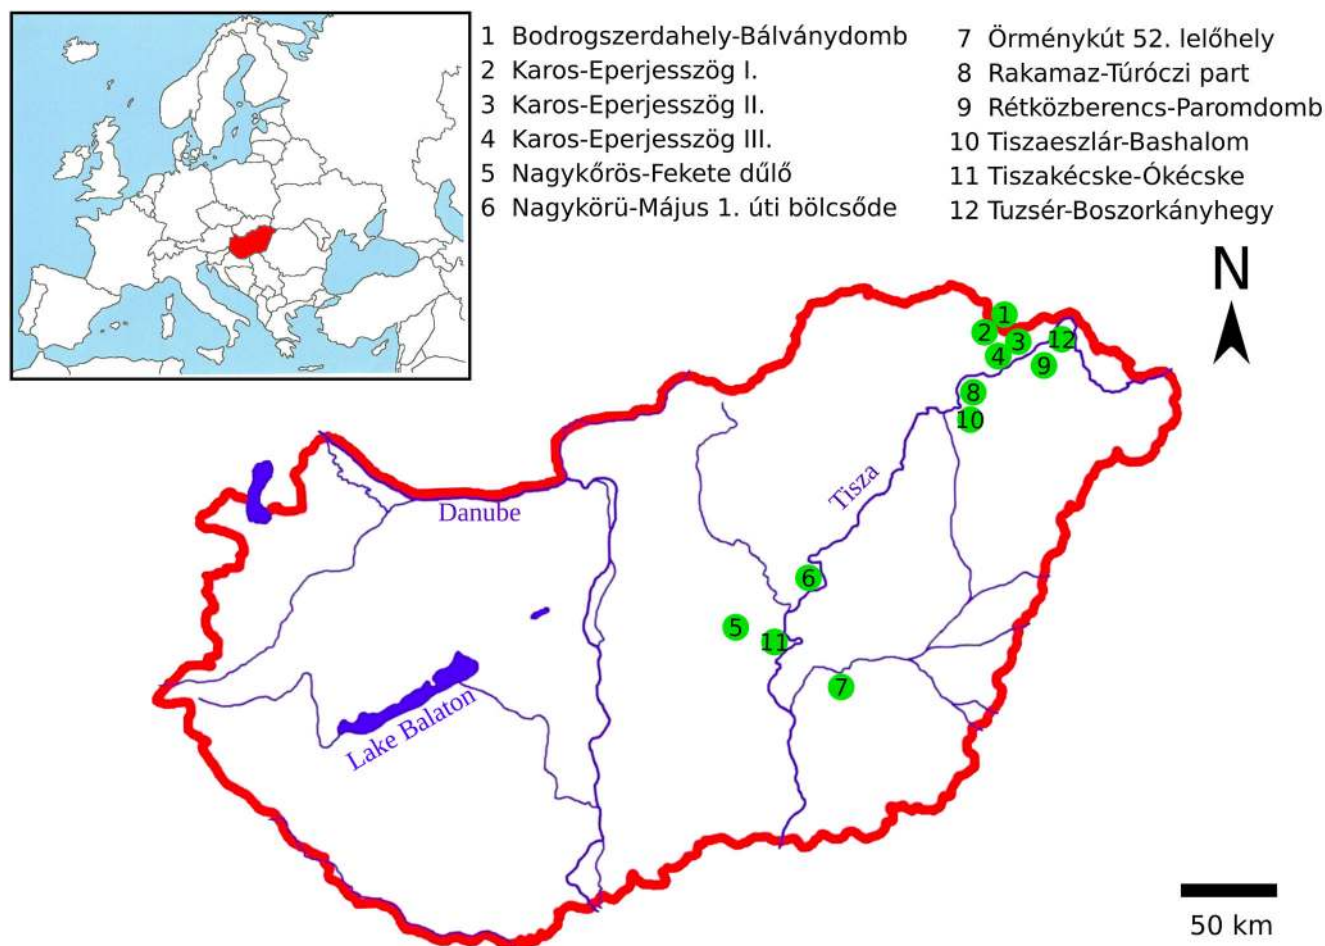 1 Bodrogszerdahely-Bálványdomb
2 Karos-Eperjesszög I.
3 Karos-Eperjesszög II.
4 Karos-Eperjesszög III.
5 Nagykőrös-Fekete dűlő
6 Nagykörü-Május 1. úti bölcsőde
7 Örménykút 52. lelőhely
8 Rakamaz-Túróczi part
9 Rétközberencs-Paromdomb
10 Tiszaeszlár-Bashalom
11 Tiszakécske-Ókécske
12 Tuzsér-Boszorkányhegy
N
1
2
3
12
4
9
8
10
Tisza
Danube
6
5
11
7
Lake Balaton
50 km